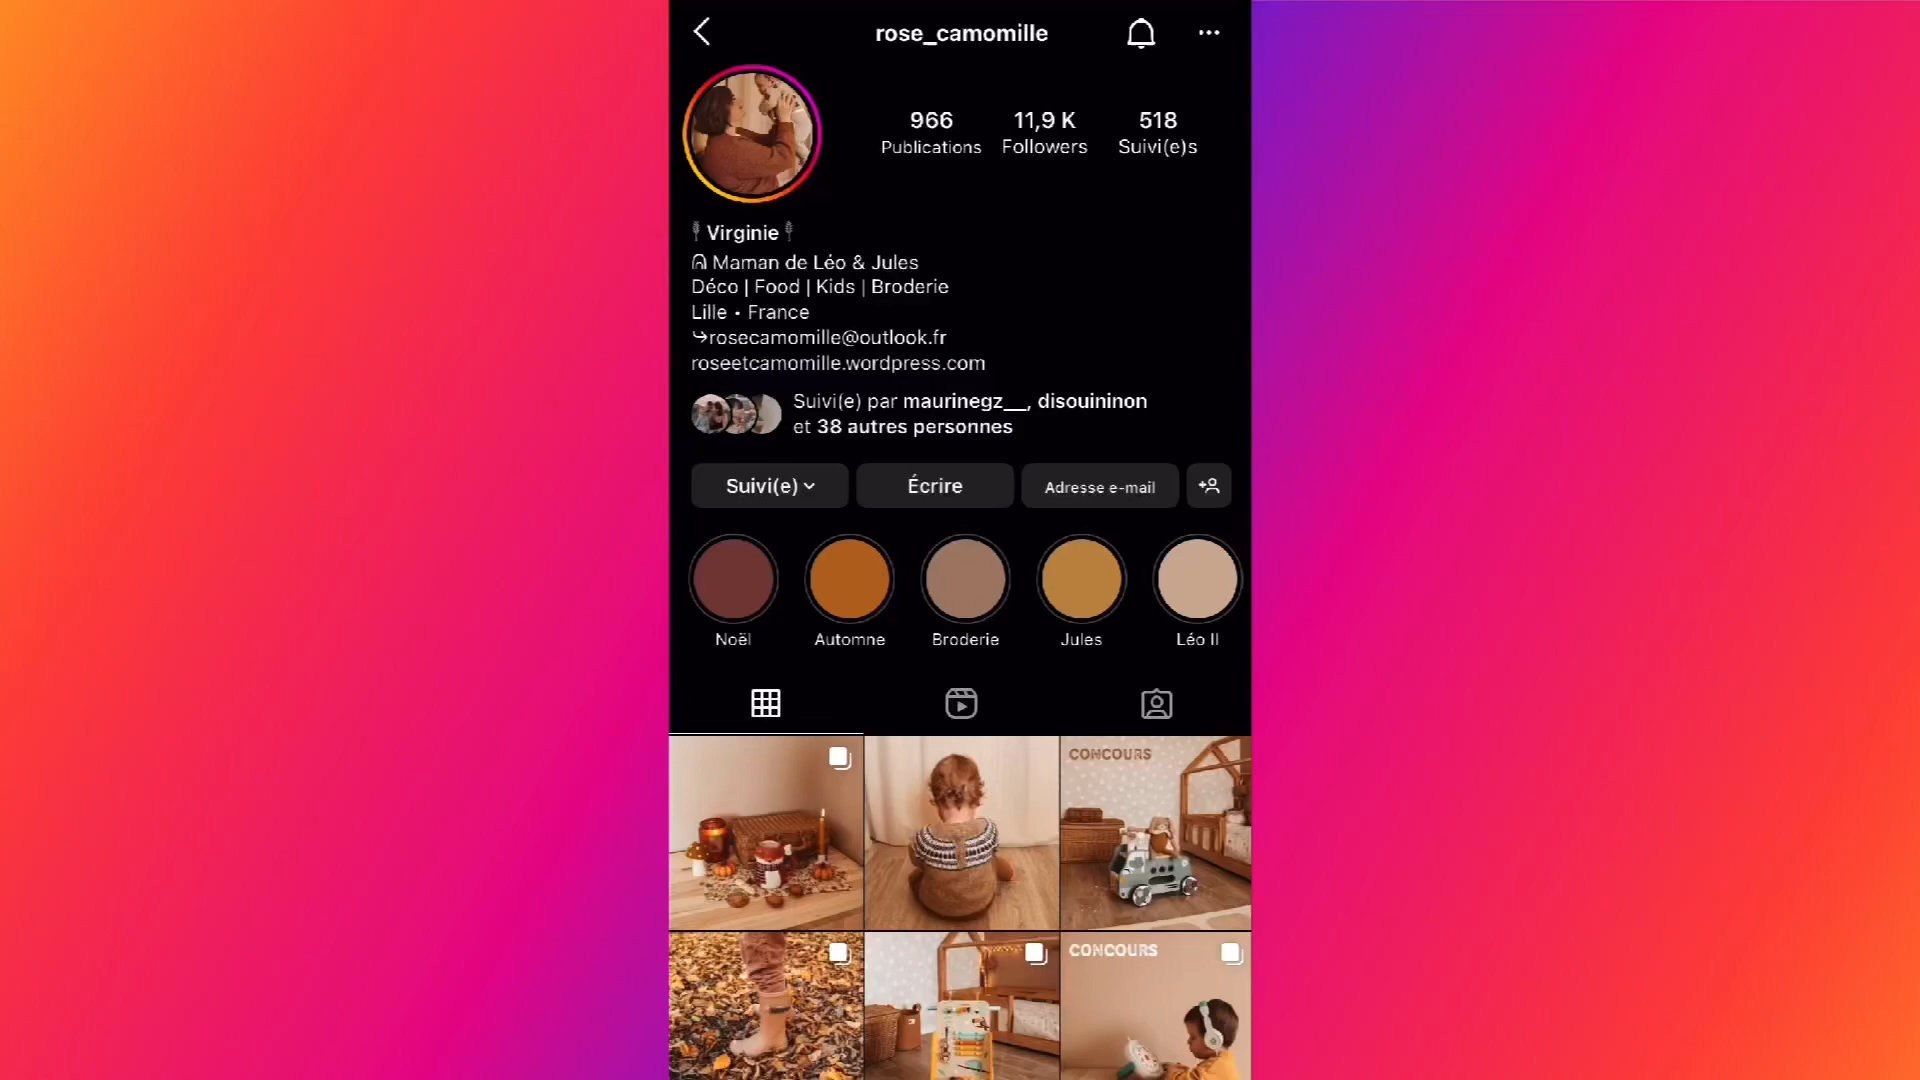 rose_camomille
966
Publications
11,9 K
Followers
518
Suivi(e)s
Virginie
Maman de Léo & Jules
Déco | Food | Kids | Broderie
Lille • France
↪rosecamomille@outlook.fr
roseetcamomille.wordpress.com
Suivi(e) par maurinegz__, disouininon
et 38 autres personnes
Suivi(e)
Écrire
Adresse e-mail
Noël
Automne
Broderie
Jules
Léo II
CONCOURS
CONCOURS